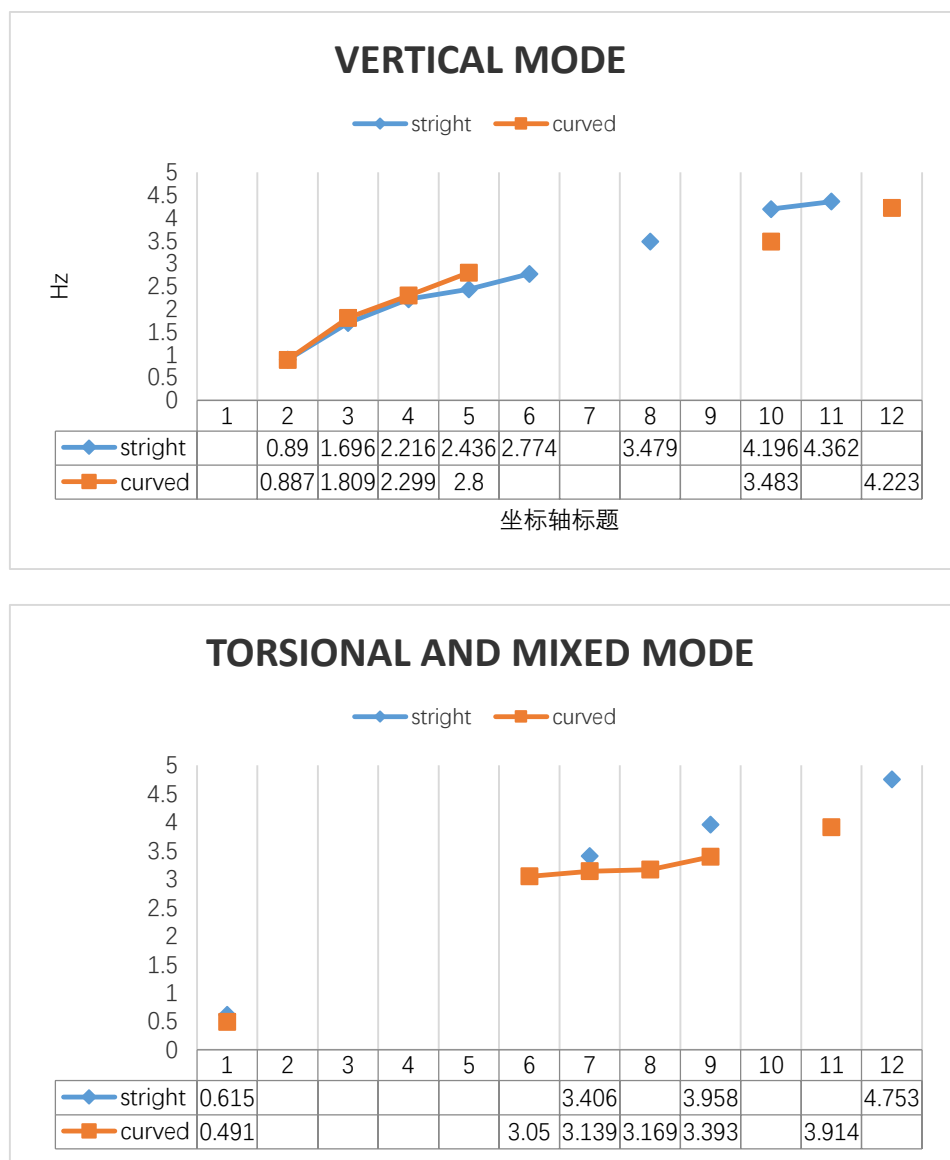 VERTICAL MODE
stright curved
5
4.5
4
3.5
3
2.5
2
1.5
1
0.5
0
Hz
1 2 3 4 5 6 7 8 9 10 11 12
stright 0.89 1.696 2.216 2.436 2.774 3.479 4.196 4.362
curved 0.887 1.809 2.299 2.8 3.483 4.223
坐标轴标题
TORSIONAL AND MIXED MODE
stright curved
5
4.5
4
3.5
3
2.5
2
1.5
1
0.5
0
1 2 3 4 5 6 7 8 9 10 11 12
stright 0.615 3.406 3.958 4.753
curved 0.491 3.05 3.139 3.169 3.393 3.914